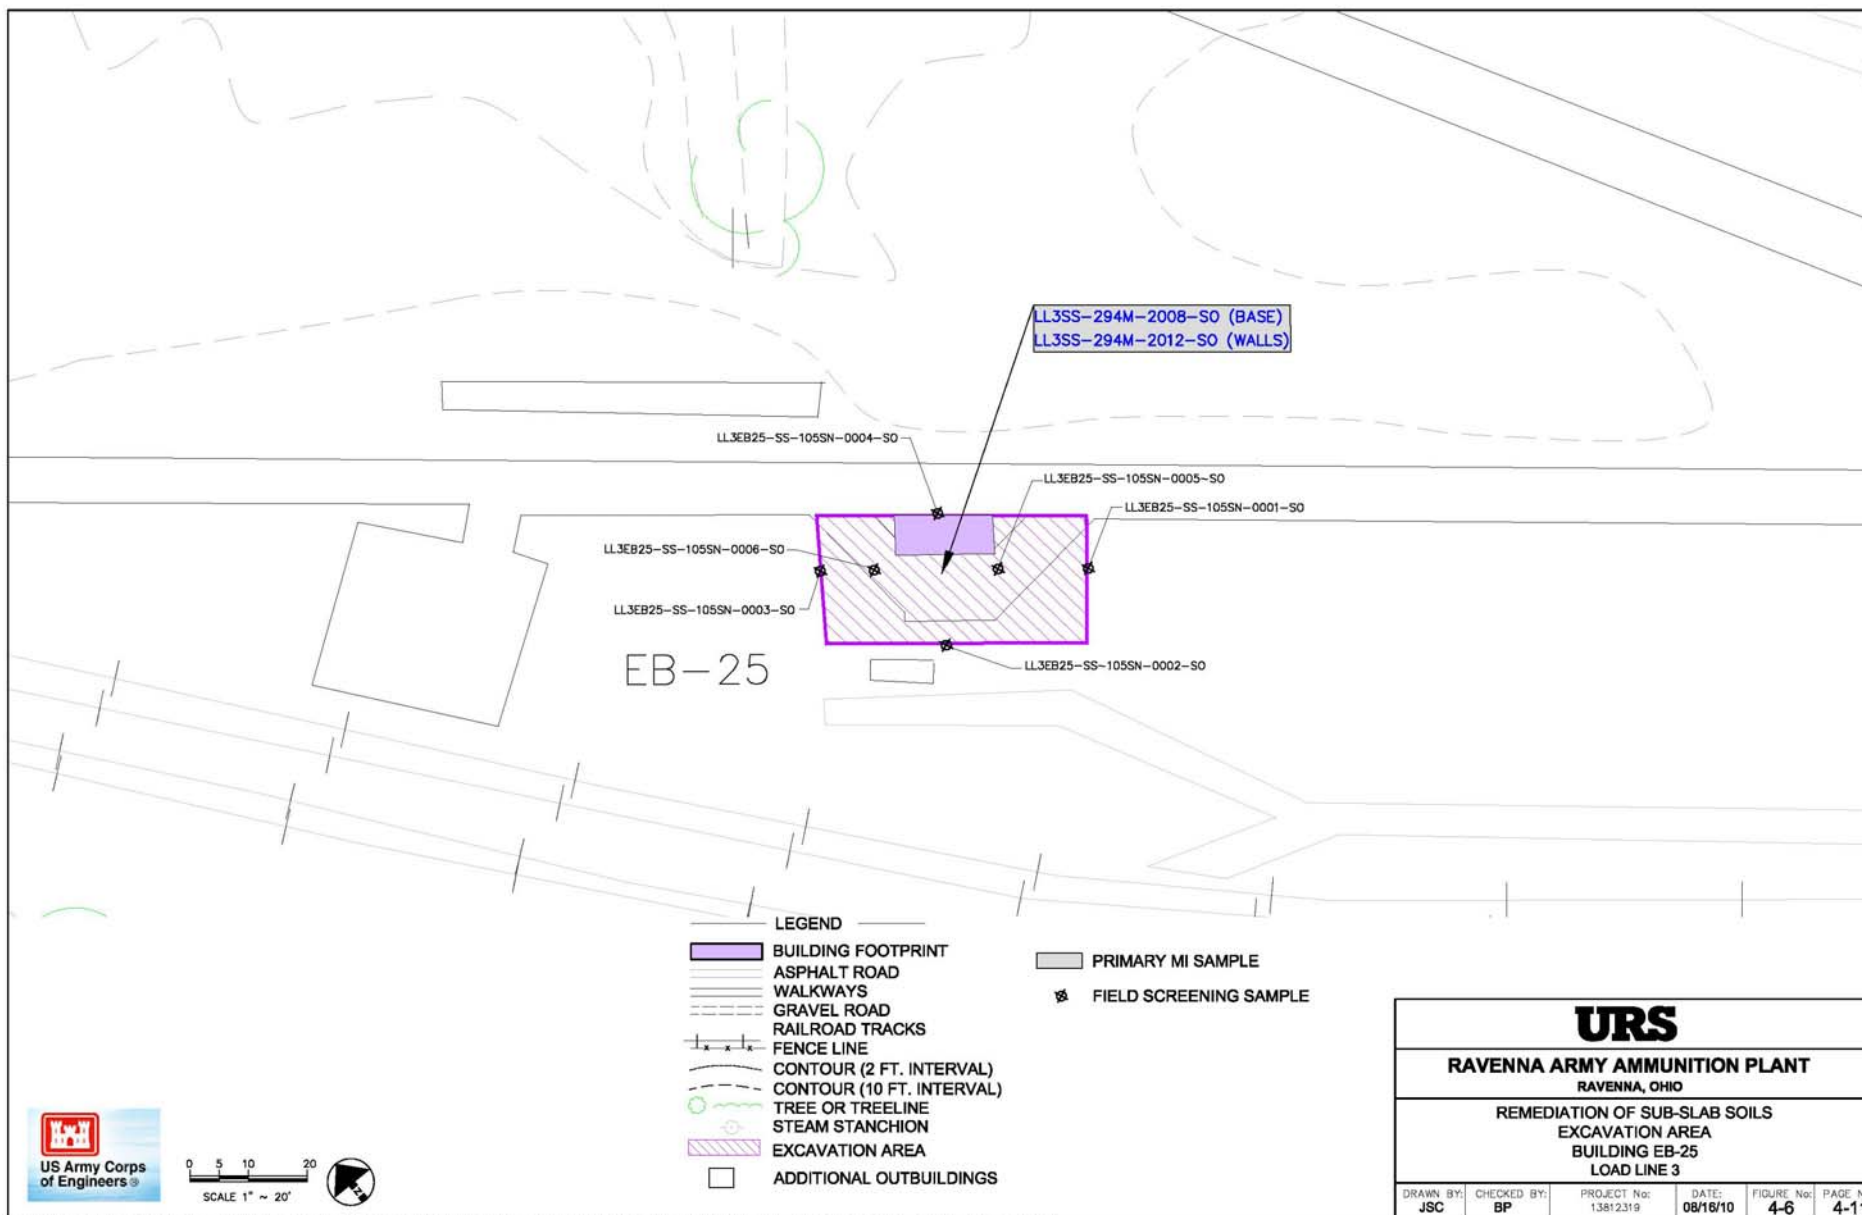 LL3SS-294M-2008-SO (BASE)
LL3SS-294M-2012-SO (WALLS)
LL3EB25-SS-105SN-0004-SO
LL3EB25-SS-105SN-0005-SO
LL3EB25-SS-105SN-0001-SO
LL3EB25-SS-105SN-0006-SO
LL3EB25-SS-105SN-0003-SO
EB-25
LL3EB25-SS-105SN-0002-SO
LEGEND
BUILDING FOOTPRINT
ASPHALT ROAD
WALKWAYS
GRAVEL ROAD
RAILROAD TRACKS
FENCE LINE
CONTOUR (2 FT. INTERVAL)
CONTOUR (10 FT. INTERVAL)
TREE OR TREELINE
STEAM STANCHION
EXCAVATION AREA
ADDITIONAL OUTBUILDINGS
PRIMARY MI SAMPLE
FIELD SCREENING SAMPLE
US Army Corps
of Engineers®
0 5 10 20
SCALE 1" ~ 20'
N
URS
RAVENNA ARMY AMMUNITION PLANT
RAVENNA, OHIO
REMEDIATION OF SUB-SLAB SOILS
EXCAVATION AREA
BUILDING EB-25
LOAD LINE 3
DRAWN BY: CHECKED BY: PROJECT No: DATE: FIGURE No: PAGE
JSC BP 13812319 08/16/10 4-6